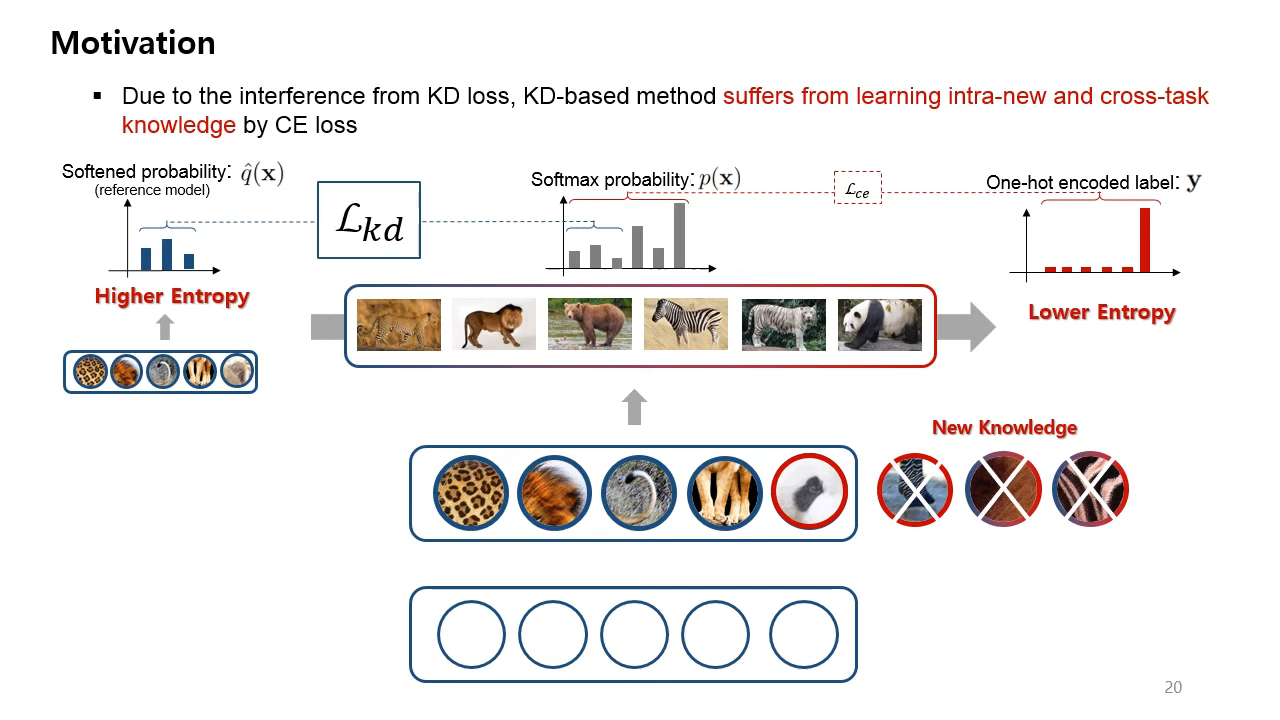 Motivation
▪ Due to the interference from KD loss, KD-based method suffers from learning intra-new and cross-task
knowledge by CE loss
Softened probability: q̂(𝐱)
(reference model)
ℒ_kd
Softmax probability: p(𝐱)
ℒ_ce
One-hot encoded label: 𝐲
Higher Entropy
Lower Entropy
New Knowledge
20